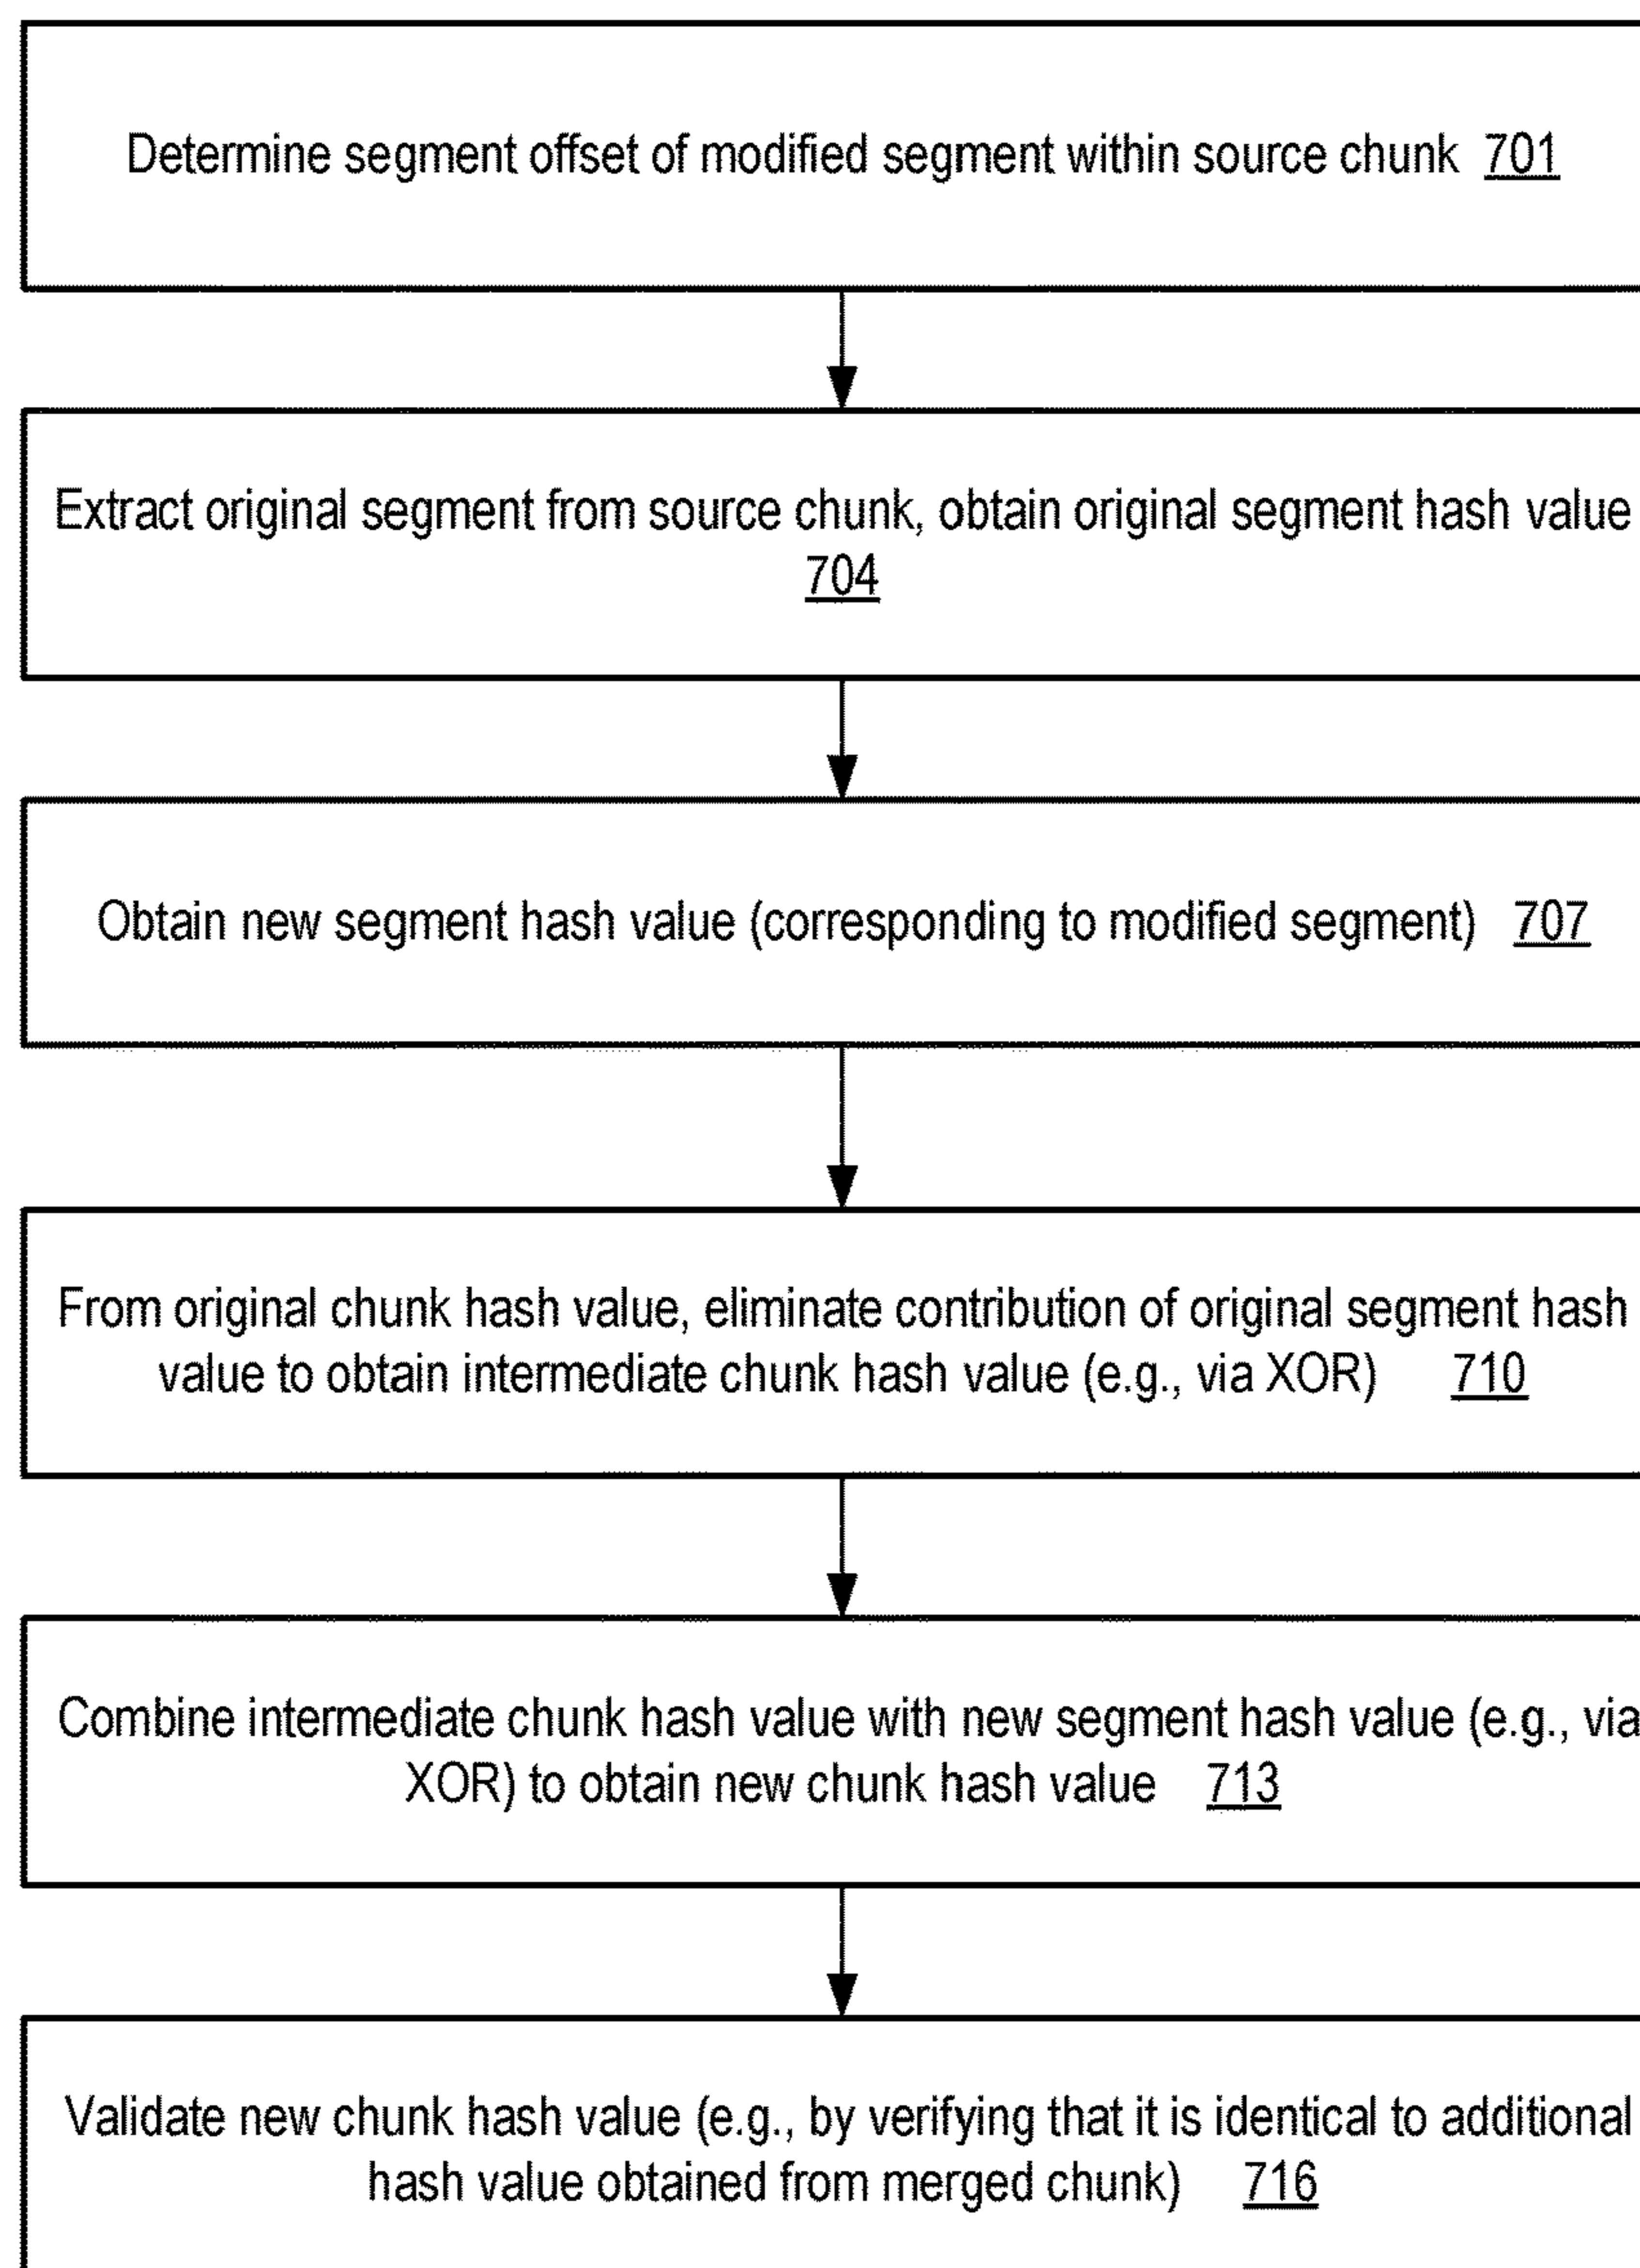 Determine segment offset of modified segment within source chunk 701
Extract original segment from source chunk, obtain original segment hash value
704
Obtain new segment hash value (corresponding to modified segment) 707
From original chunk hash value, eliminate contribution of original segment hash
value to obtain intermediate chunk hash value (e.g., via XOR) 710
Combine intermediate chunk hash value with new segment hash value (e.g., via
XOR) to obtain new chunk hash value 713
Validate new chunk hash value (e.g., by verifying that it is identical to additional
hash value obtained from merged chunk) 716